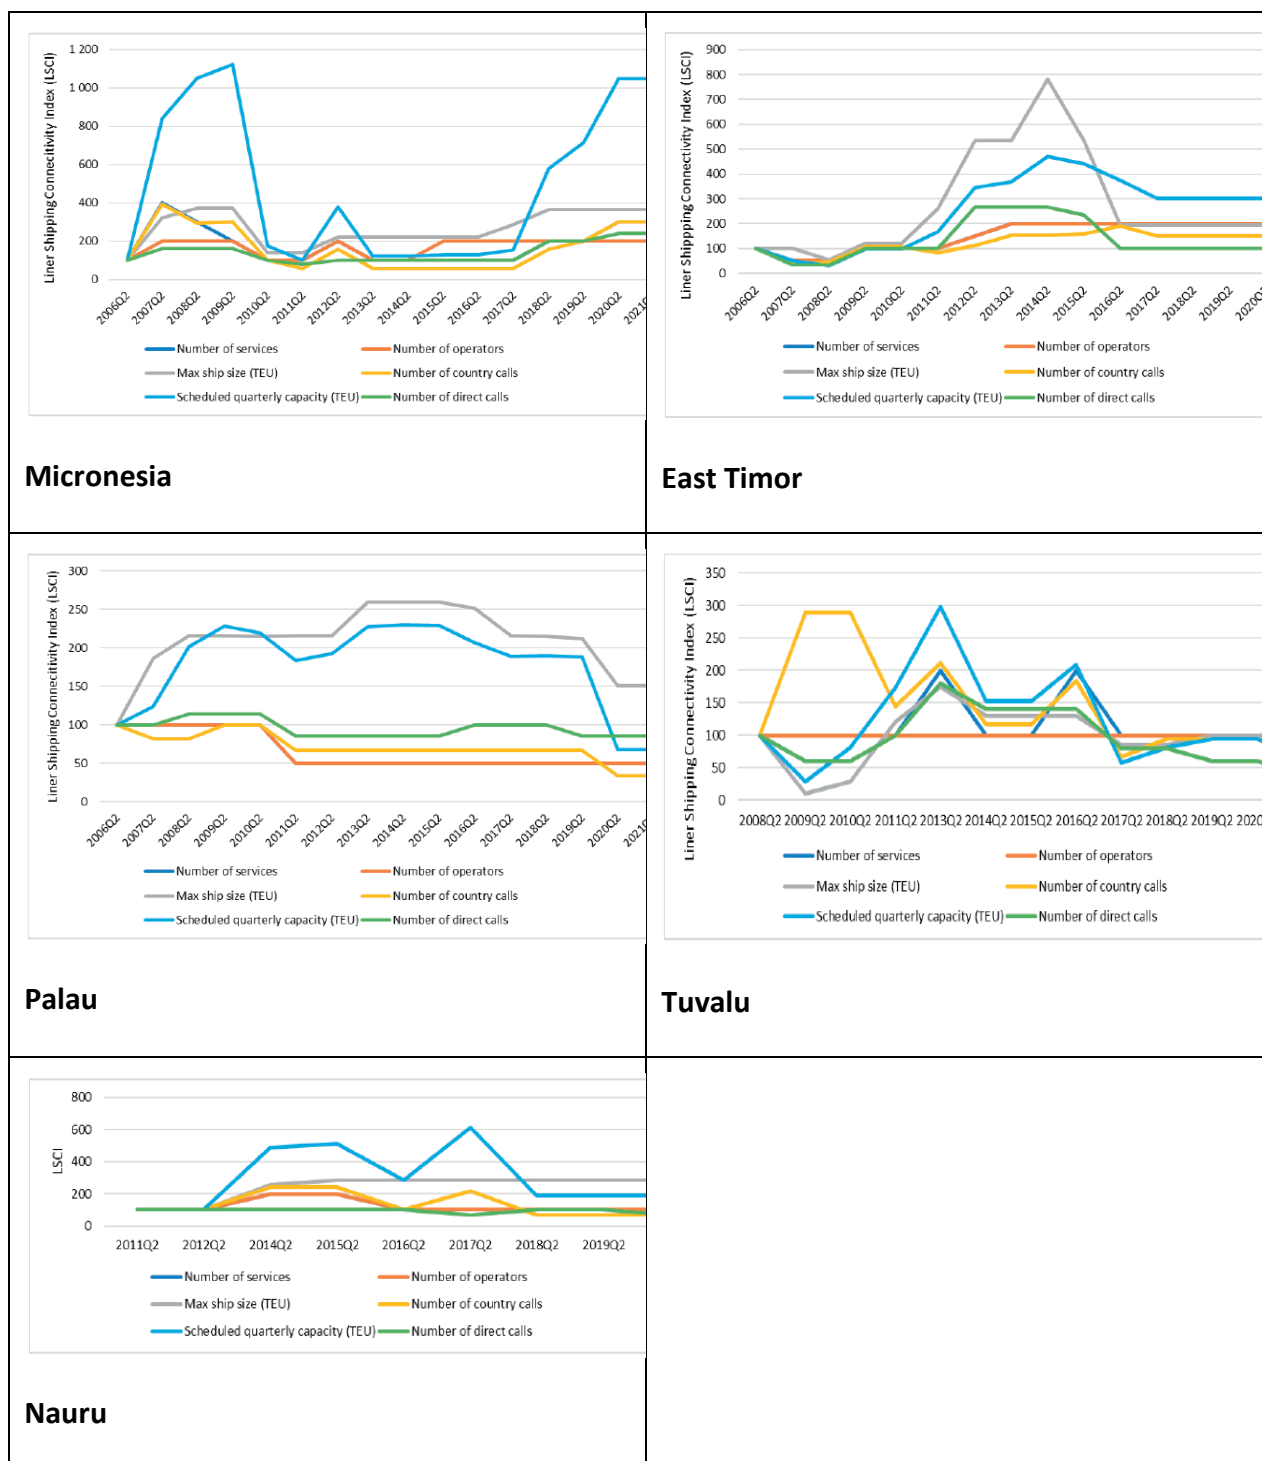 Liner Shipping Connecitivity Index (LSCI)
1 200
1 000
800
600
400
200
0
2006Q2
2007Q2
2008Q2
2009Q2
2010Q2
2011Q2
2012Q2
2013Q2
2014Q2
2015Q2
2016Q2
2017Q2
2018Q2
2019Q2
2020Q2
Number of services
Number of operators
Max ship size (TEU)
Number of country calls
Scheduled quarterly capacity (TEU)
Number of direct calls
Micronesia
Liner Shipppling Connectivity Index (LSCI)
900
800
700
600
500
400
300
200
100
0
2006Q2
2007Q2
2008Q2
2009Q2
2010Q2
2011Q2
2012Q2
2013Q2
2014Q2
2015Q2
2016Q2
2017Q2
2018Q2
2019Q2
Number of services
Number of operators
Max ship size (TEU)
Number of country calls
Scheduled quarterly capacity (TEU)
Number of direct calls
East Timor
Liner Shipping Connecitivity Index (LSCI)
300
250
200
150
100
50
0
2006Q2
2007Q2
2008Q2
2009Q2
2010Q2
2011Q2
2012Q2
2013Q2
2014Q2
2015Q2
2016Q2
2017Q2
2018Q2
2019Q2
2020Q2
Number of services
Number of operators
Max ship size (TEU)
Number of country calls
Scheduled quarterly capacity (TEU)
Number of direct calls
Palau
Liner Shipping Connectivity Index (LSCI)
350
300
250
200
150
100
50
0
2008Q2 2009Q2 2010Q2 2011Q2 2013Q2 2014Q2 2015Q2 2016Q2 2017Q2 2018Q2 2019Q2 2020
Number of services
Number of operators
Max ship size (TEU)
Number of country calls
Scheduled quarterly capacity (TEU)
Number of direct calls
Tuvalu
LSCI
800
600
400
200
0
2011Q2 2012Q2 2014Q2 2015Q2 2016Q2 2017Q2 2018Q2 2019Q2
Number of services
Number of operators
Max ship size (TEU)
Number of country calls
Scheduled quarterly capacity (TEU)
Number of direct calls
Nauru